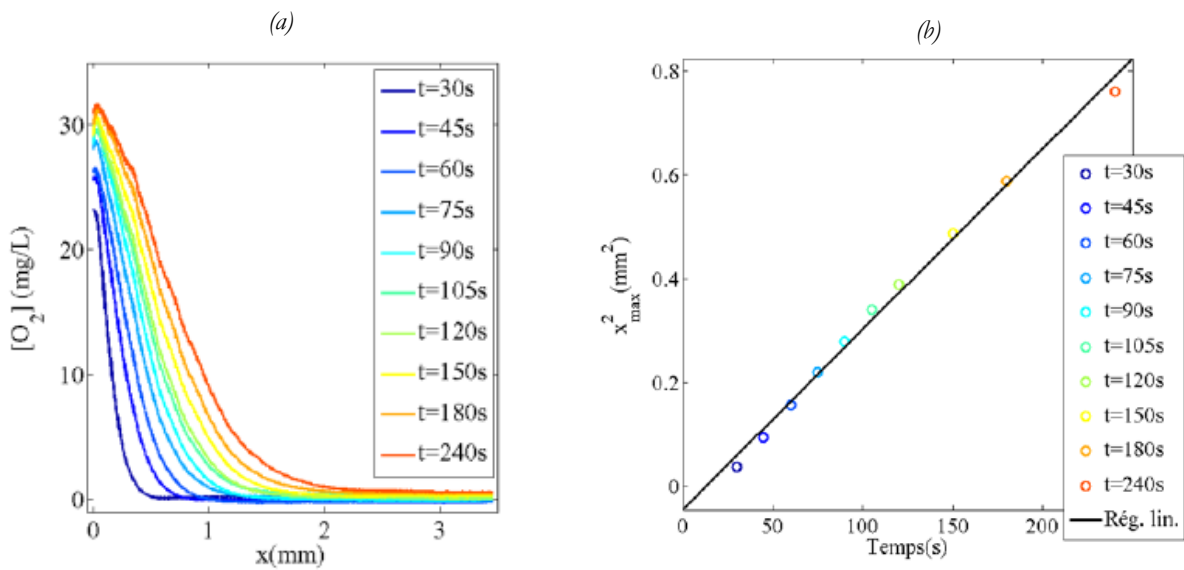 (a)
[O₂] (mg/L)
30
20
10
0
0
1
2
3
x(mm)
t=30s
t=45s
t=60s
t=75s
t=90s
t=105s
t=120s
t=150s
t=180s
t=240s
(b)
x²max(mm²)
0.8
0.6
0.4
0.2
0
0
50
100
150
200
Temps(s)
t=30s
t=45s
t=60s
t=75s
t=90s
t=105s
t=120s
t=150s
t=180s
t=240s
Rég. lin.